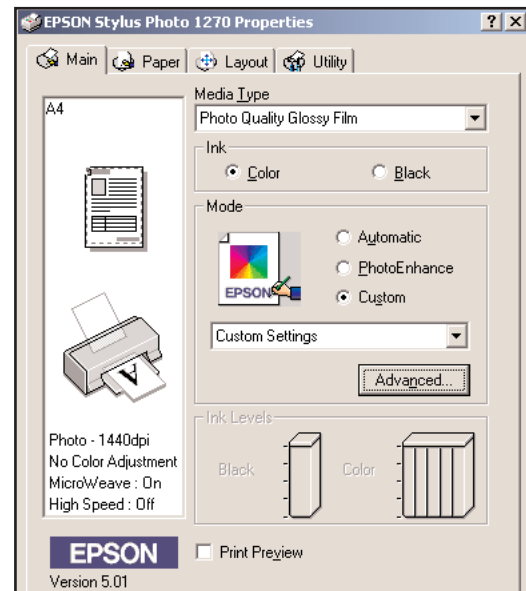 EPSON Stylus Photo 1270 Properties
Main
Paper
Layout
Utility
A4
Media Type
Photo Quality Glossy Film
Ink
Color
Black
Mode
EPSON
Automatic
PhotoEnhance
Custom
Custom Settings
Advanced...
A
Photo - 1440dpi
No Color Adjustment
MicroWeave : On
High Speed : Off
Ink Levels
Black
Color
EPSON
Version 5.01
Print Preview